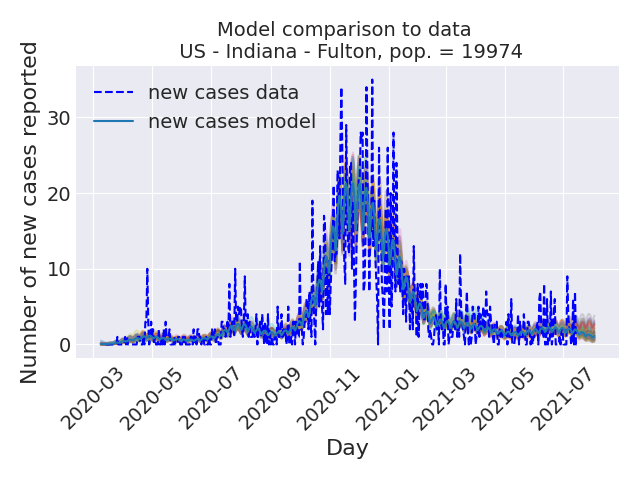 Model comparison to data
US - Indiana - Fulton, pop. = 19974
Number of new cases reported
30
20
10
0
new cases data
new cases model
2020-03
2020-05
2020-07
2020-09
2020-11
2021-01
2021-03
2021-05
2021-07
Day